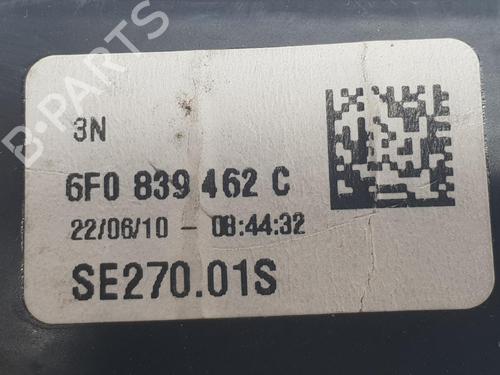 B-PARTS
3N
6F0 839 462 C
22/06/10 - 08:44:32
SE270.01S